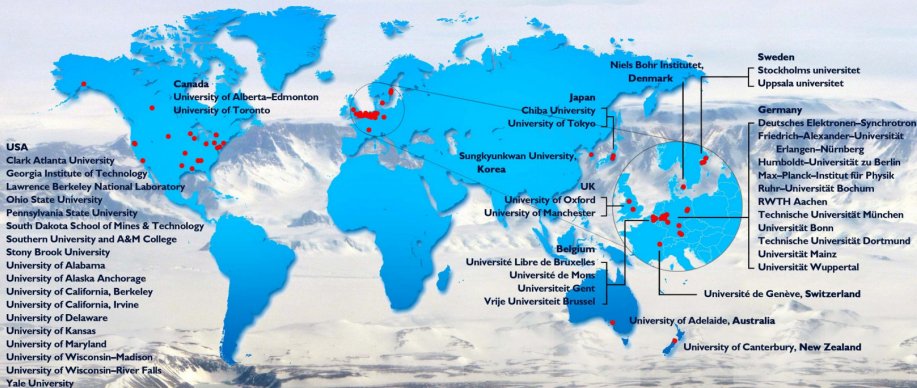 Canada
University of Alberta–Edmonton
University of Toronto
USA
Clark Atlanta University
Georgia Institute of Technology
Lawrence Berkeley National Laboratory
Ohio State University
Pennsylvania State University
South Dakota School of Mines & Technology
Southern University and A&M College
Stony Brook University
University of Alabama
University of Alaska Anchorage
University of California, Berkeley
University of California, Irvine
University of Delaware
University of Kansas
University of Maryland
University of Wisconsin–Madison
University of Wisconsin–River Falls
Yale University
Niels Bohr Institutet,
Denmark
Sweden
Stockholms universitet
Uppsala universitet
Japan
Chiba University
University of Tokyo
Sungkyunkwan University,
Korea
UK
University of Oxford
University of Manchester
Belgium
Université Libre de Bruxelles
Université de Mons
Universiteit Gent
Vrije Universiteit Brussel
Germany
Deutsches Elektronen–Synchrotron
Friedrich–Alexander–Universität
Erlangen–Nürnberg
Humboldt–Universität zu Berlin
Max–Planck–Institut für Physik
Ruhr–Universität Bochum
RWTH Aachen
Technische Universität München
Universität Bonn
Technische Universität Dortmund
Universität Mainz
Universität Wuppertal
Université de Genève, Switzerland
University of Adelaide, Australia
University of Canterbury, New Zealand